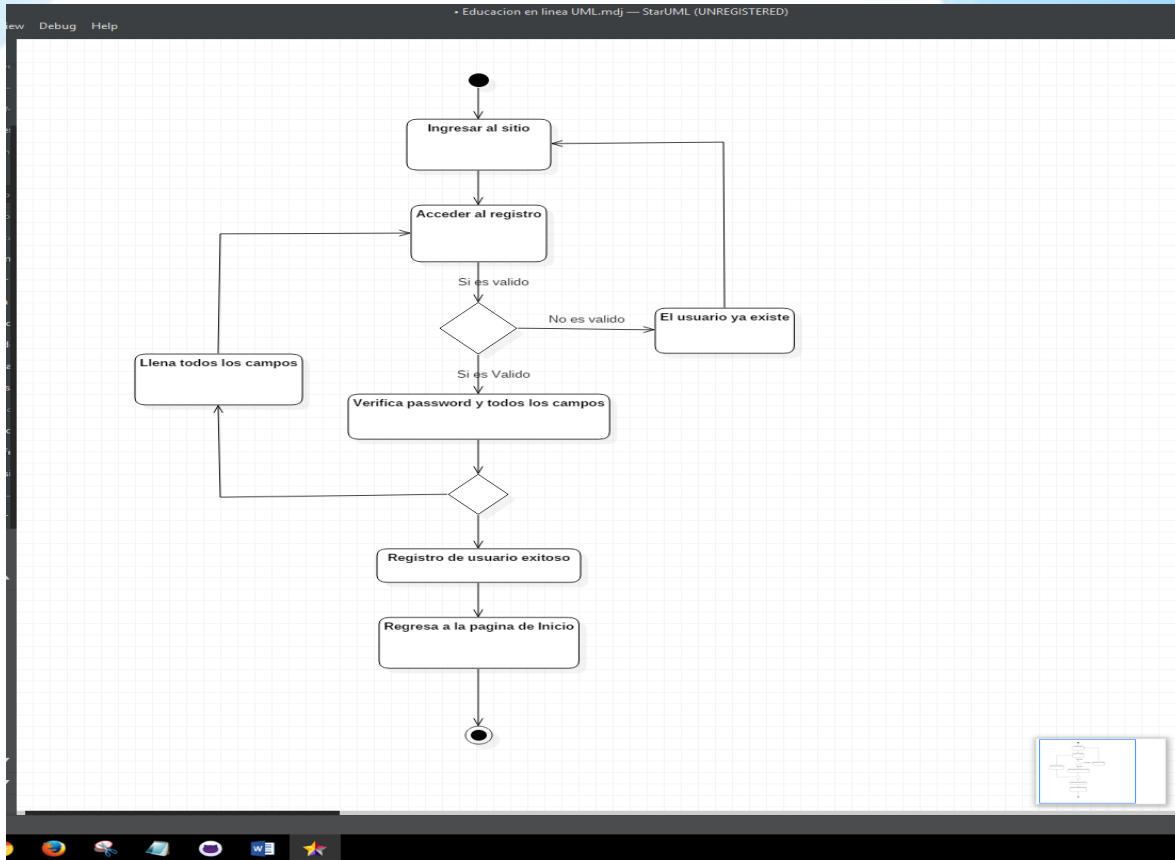 • Educacion en linea UML.mdj — StarUML (UNREGISTERED)
iew Debug Help
Ingresar al sitio
Acceder al registro
Si es valido
No es valido
El usuario ya existe
Llena todos los campos
Si es Valido
Verifica password y todos los campos
Registro de usuario exitoso
Regresa a la pagina de Inicio